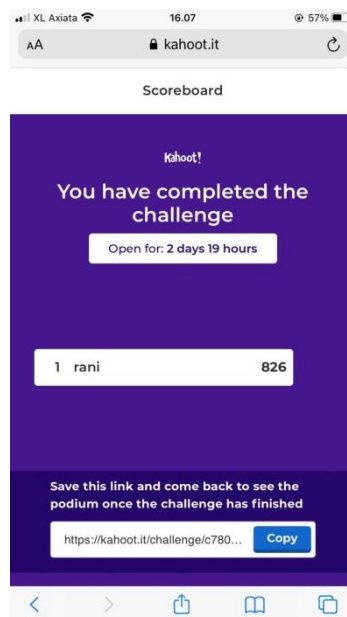 XL Axiata 16.07 57%
AA kahoot.it
Scoreboard
Kahoot!
You have completed the
challenge
Open for: 2 days 19 hours
1 rani 826
Save this link and come back to see the
podium once the challenge has finished
https://kahoot.it/challenge/c780... Copy